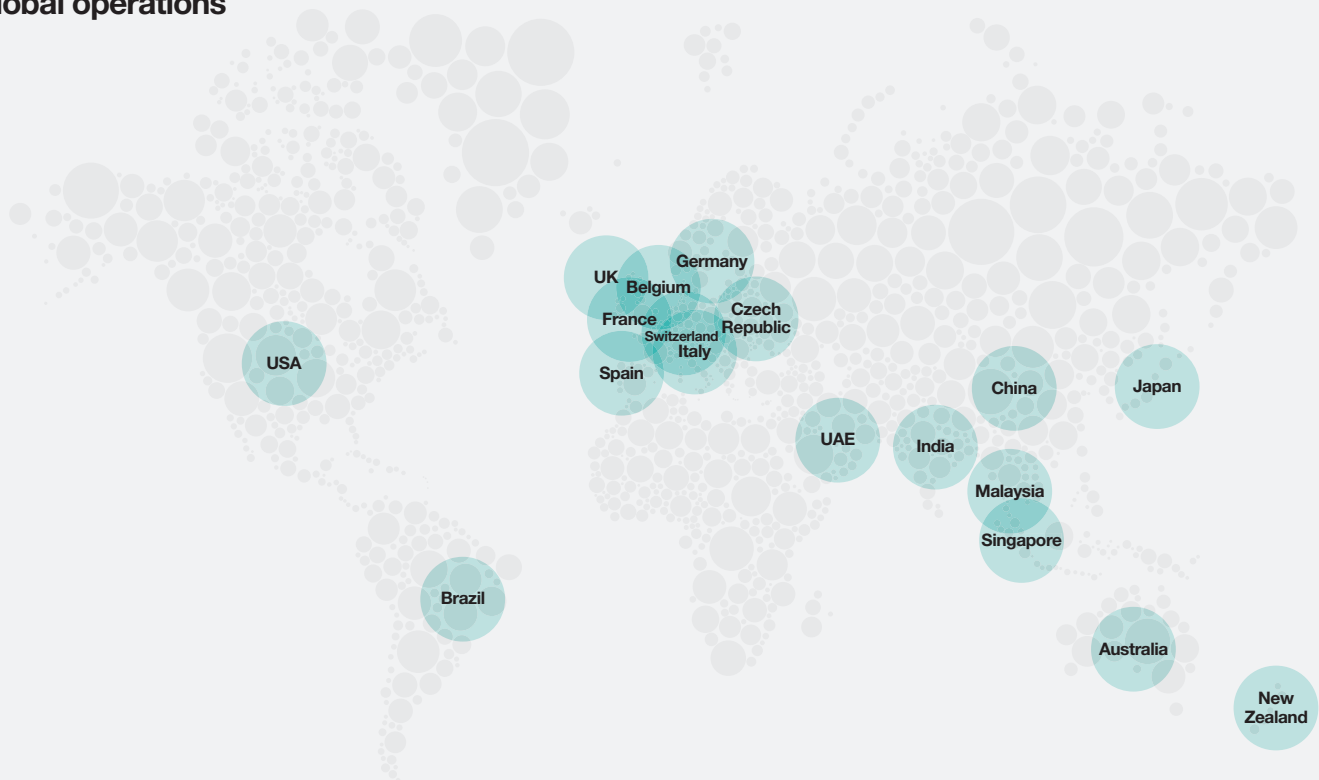 lobal operations
Germany
UK
Belgium
Czech
Republic
France
Switzerland
Italy
USA
Spain
China
Japan
UAE
India
Malaysia
Singapore
Brazil
Australia
New
Zealand